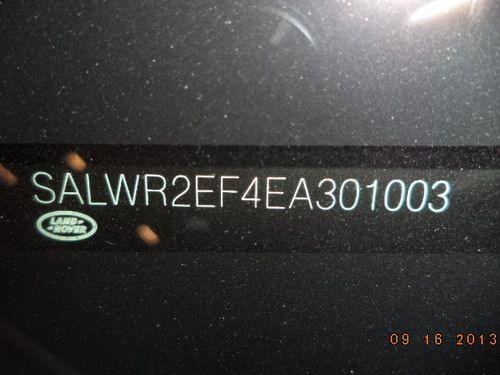 SALWR2EF4EA301003
LAND-
-ROVER
09 16 2013